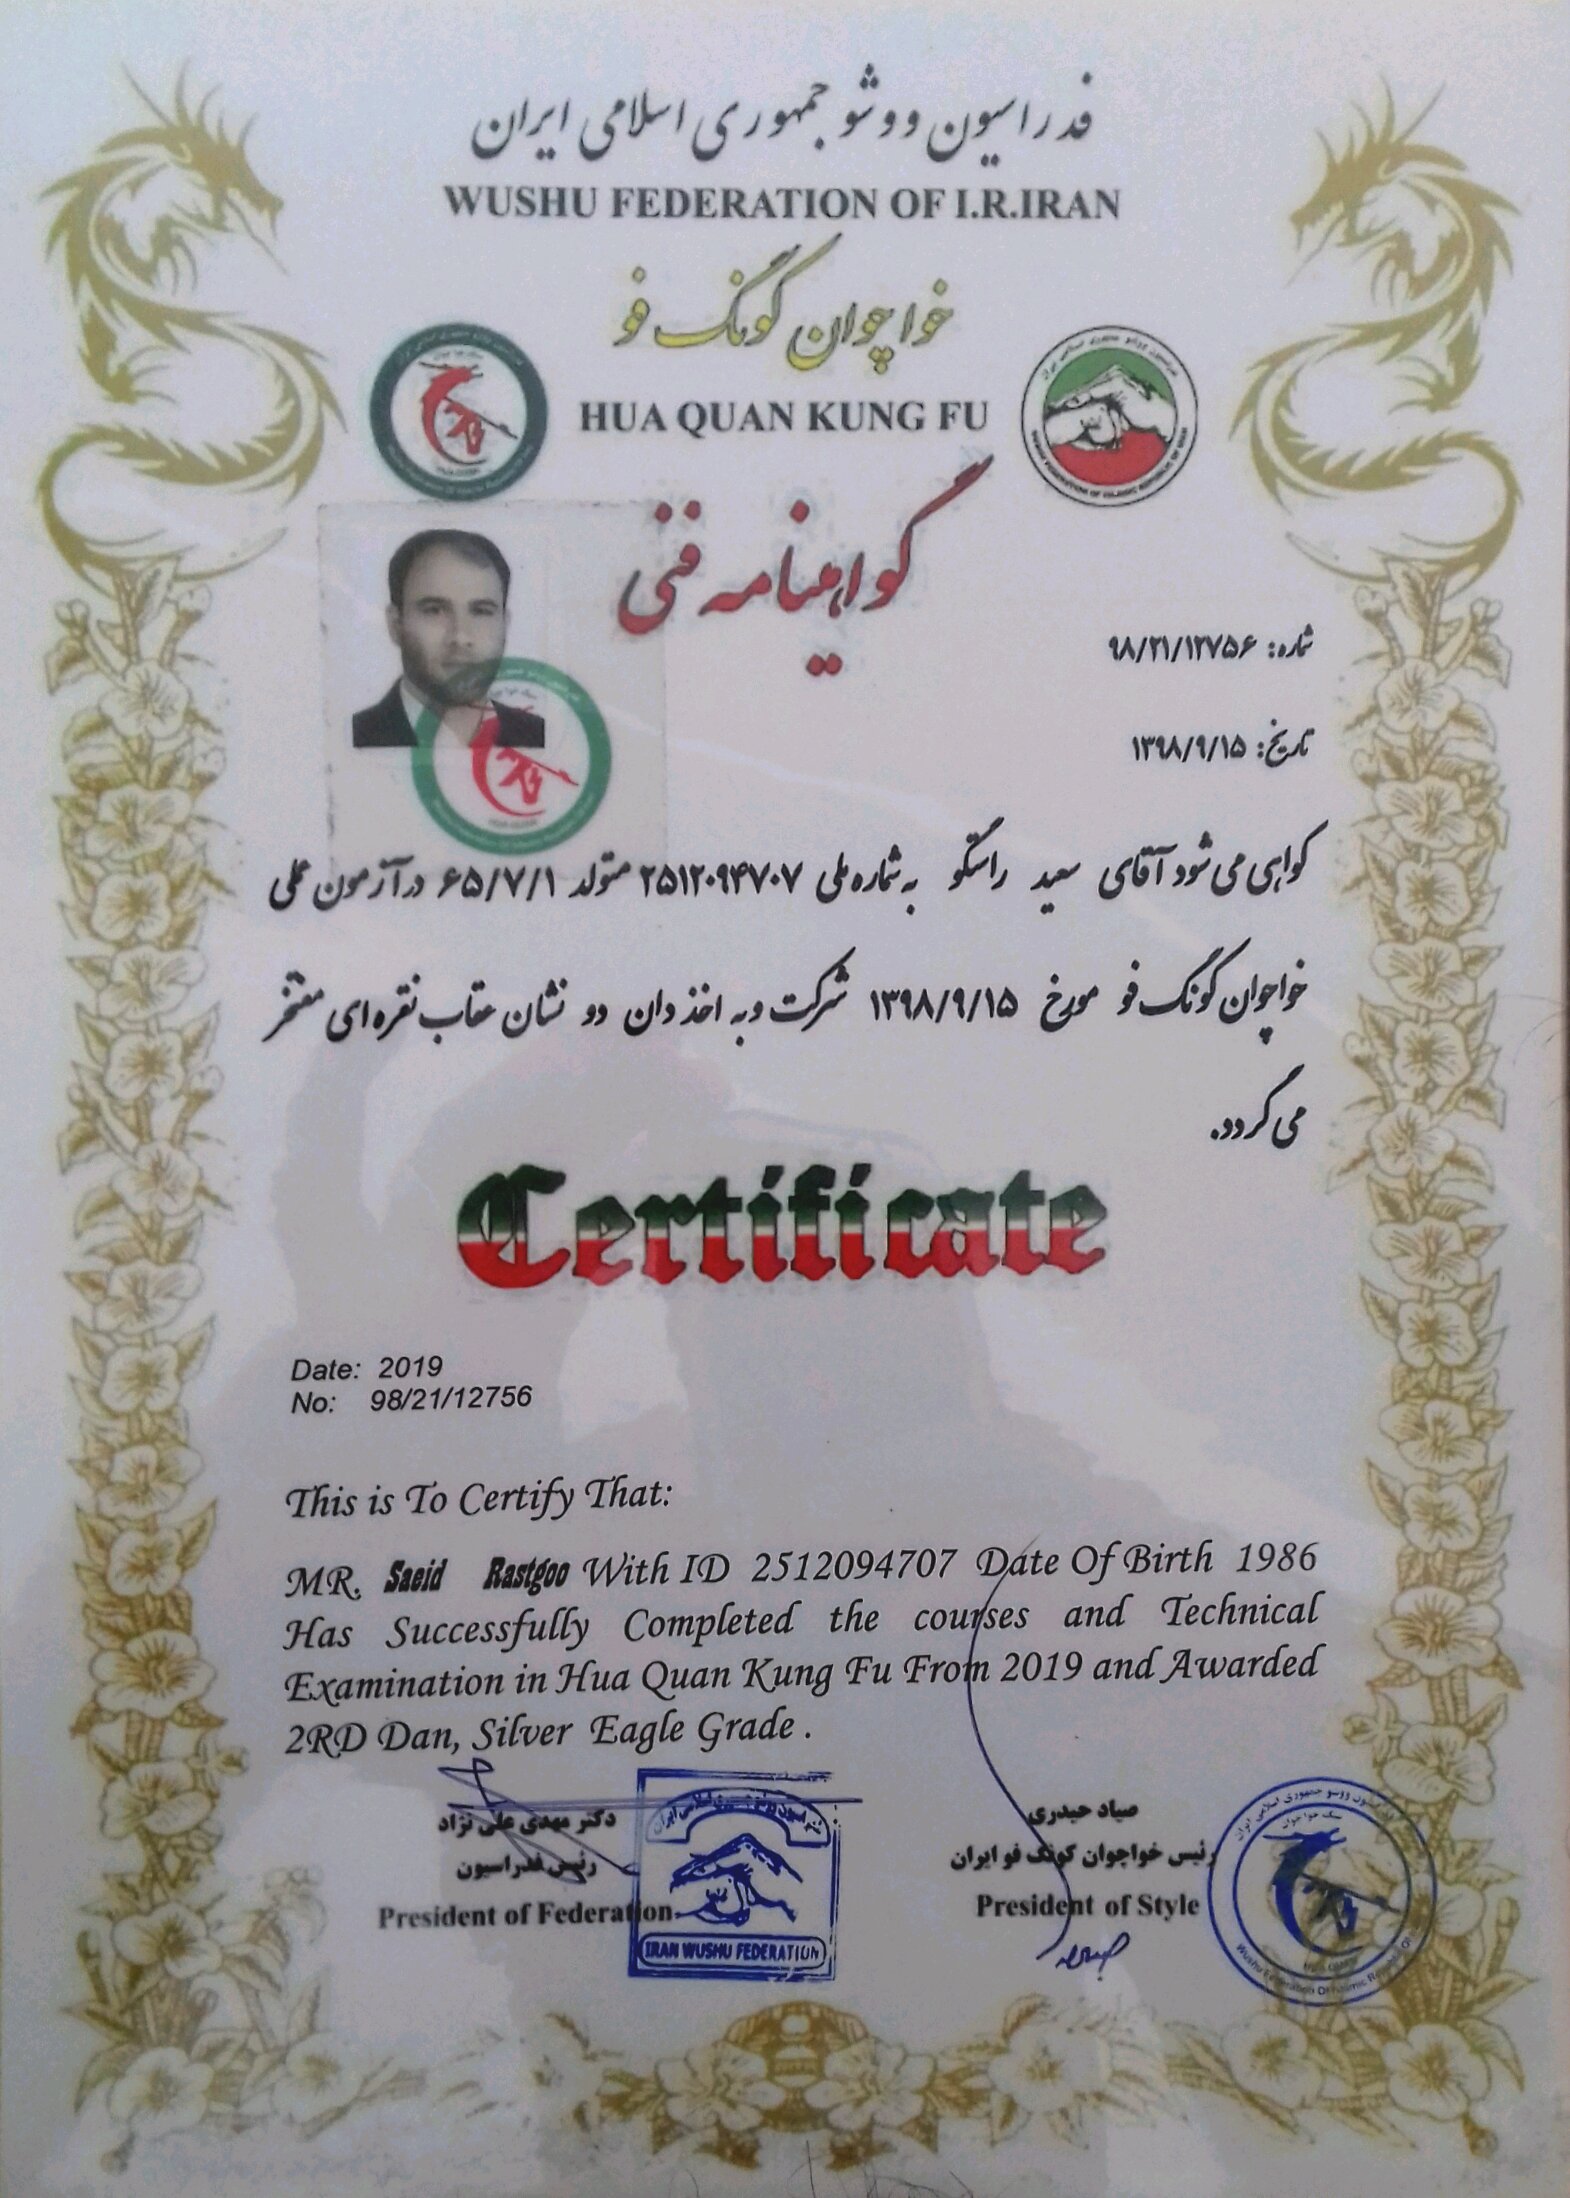 فدراسیون ووشو جمهوری اسلامی ایران
WUSHU FEDERATION OF I.R.IRAN
خواچوان گونگ فو
HUA QUAN KUNG FU
گواهینامه فنی
شماره: ۹۸/۲۱/۱۲۷۵۶
تاریخ: ۱۳۹۸/۹/۱۵
گواهی می شود آقای سعید راستگو به شماره ملی ۲۵۱۲۰۹۴۷۰۷ متولد ۶۵/۷/۱ در آزمون عملی
خواچوان گونگ فو مورخ ۱۳۹۸/۹/۱۵ شرکت و به اخذ دان دو نشان عقاب نقره ای مفتخر
می گردد.
Certificate
Date: 2019
No: 98/21/12756
This is To Certify That:
MR. Saeid Rastgoo With ID 2512094707 Date Of Birth 1986
Has Successfully Completed the courses and Technical
Examination in Hua Quan Kung Fu From 2019 and Awarded
2RD Dan, Silver Eagle Grade .
دکتر مهدی علی نژاد
رئیس فدراسیون
President of Federation
IRAN WUSHU FEDERATION
صیاد حیدری
رئیس خواچوان کونگ فو ایران
President of Style